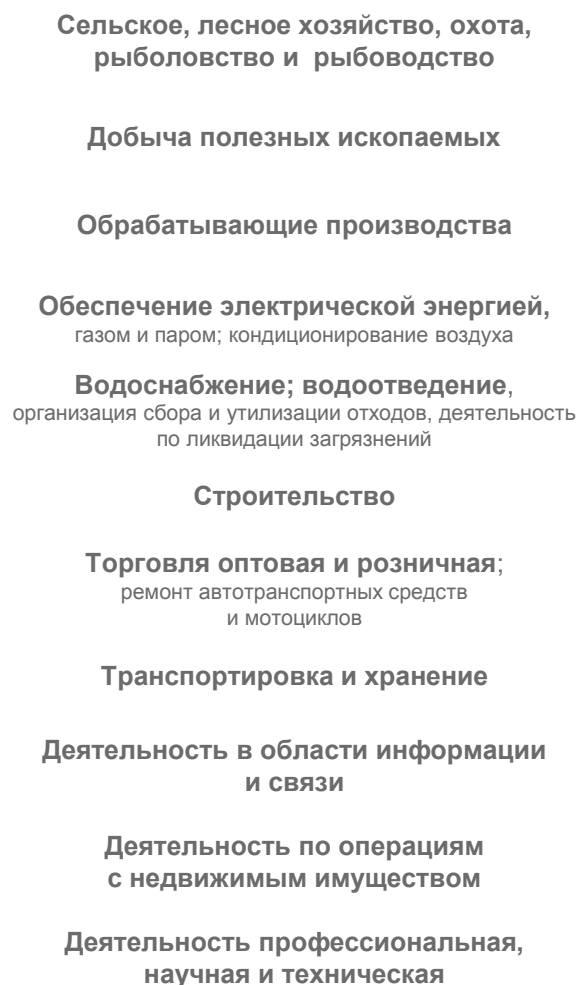 Сельское, лесное хозяйство, охота,
рыболовство и рыбоводство
Добыча полезных ископаемых
Обрабатывающие производства
Обеспечение электрической энергией,
газом и паром; кондиционирование воздуха
Водоснабжение; водоотведение,
организация сбора и утилизации отходов, деятельность
по ликвидации загрязнений
Строительство
Торговля оптовая и розничная;
ремонт автотранспортных средств
и мотоциклов
Транспортировка и хранение
Деятельность в области информации
и связи
Деятельность по операциям
с недвижимым имуществом
Деятельность профессиональная,
научная и техническая